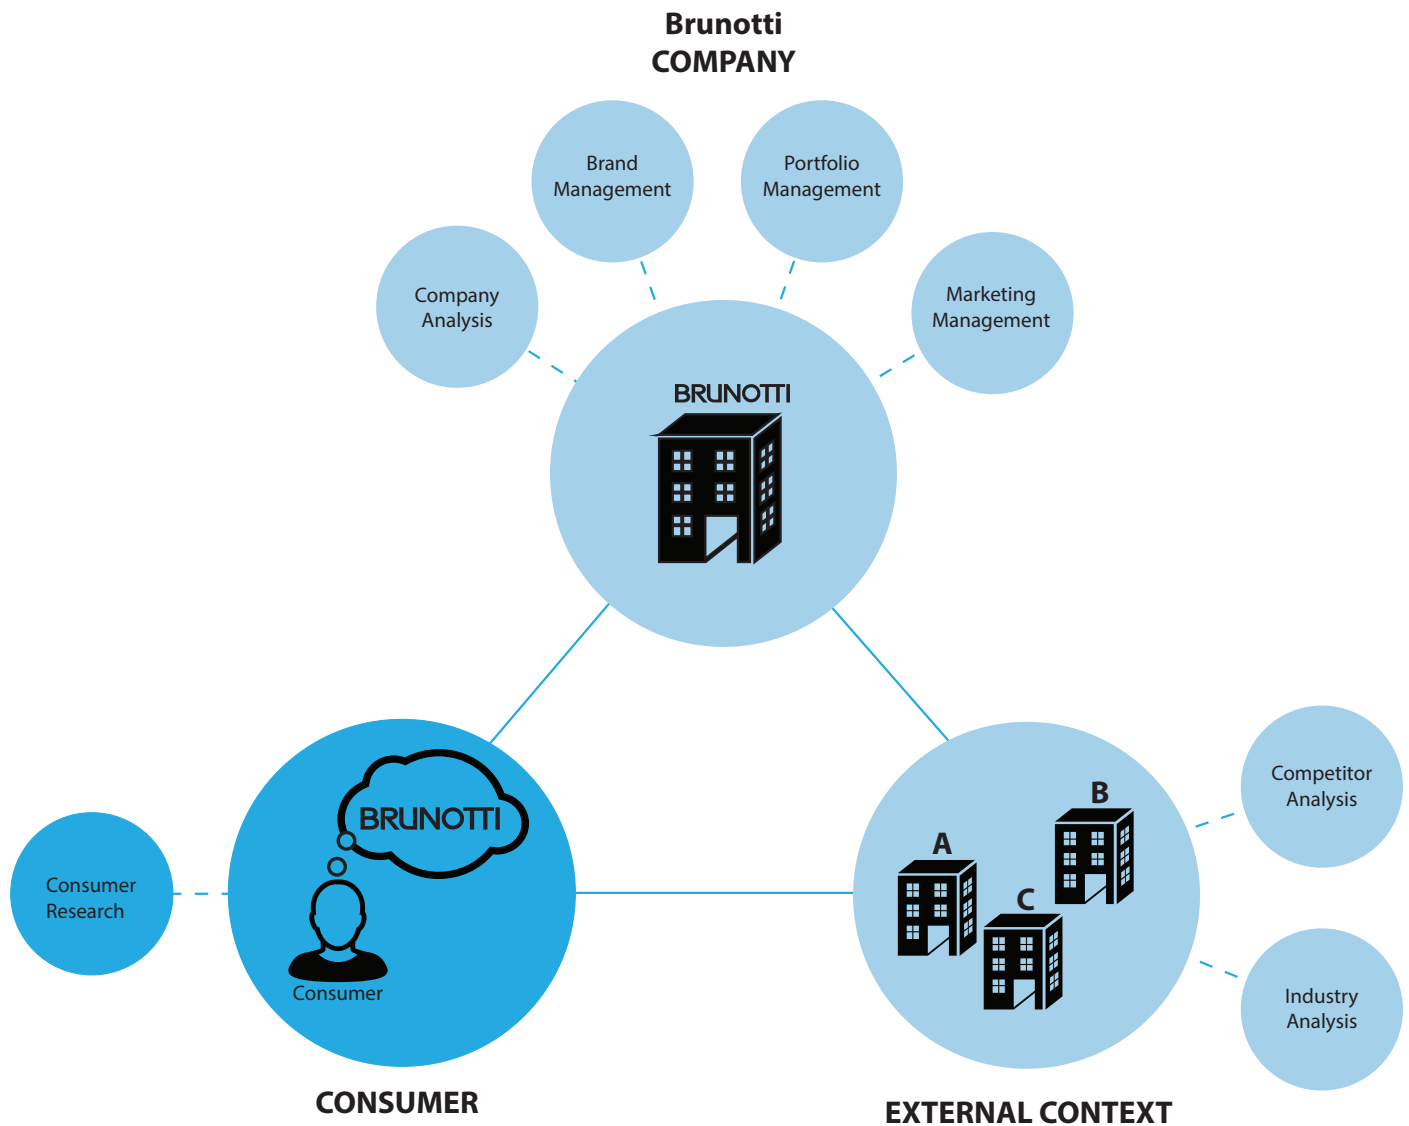 Brunotti
COMPANY
Brand
Management
Portfolio
Management
Company
Analysis
Marketing
Management
BRUNOTTI
BRUNOTTI
Consumer
Consumer
Research
CONSUMER
A
B
C
Competitor
Analysis
Industry
Analysis
EXTERNAL CONTEXT